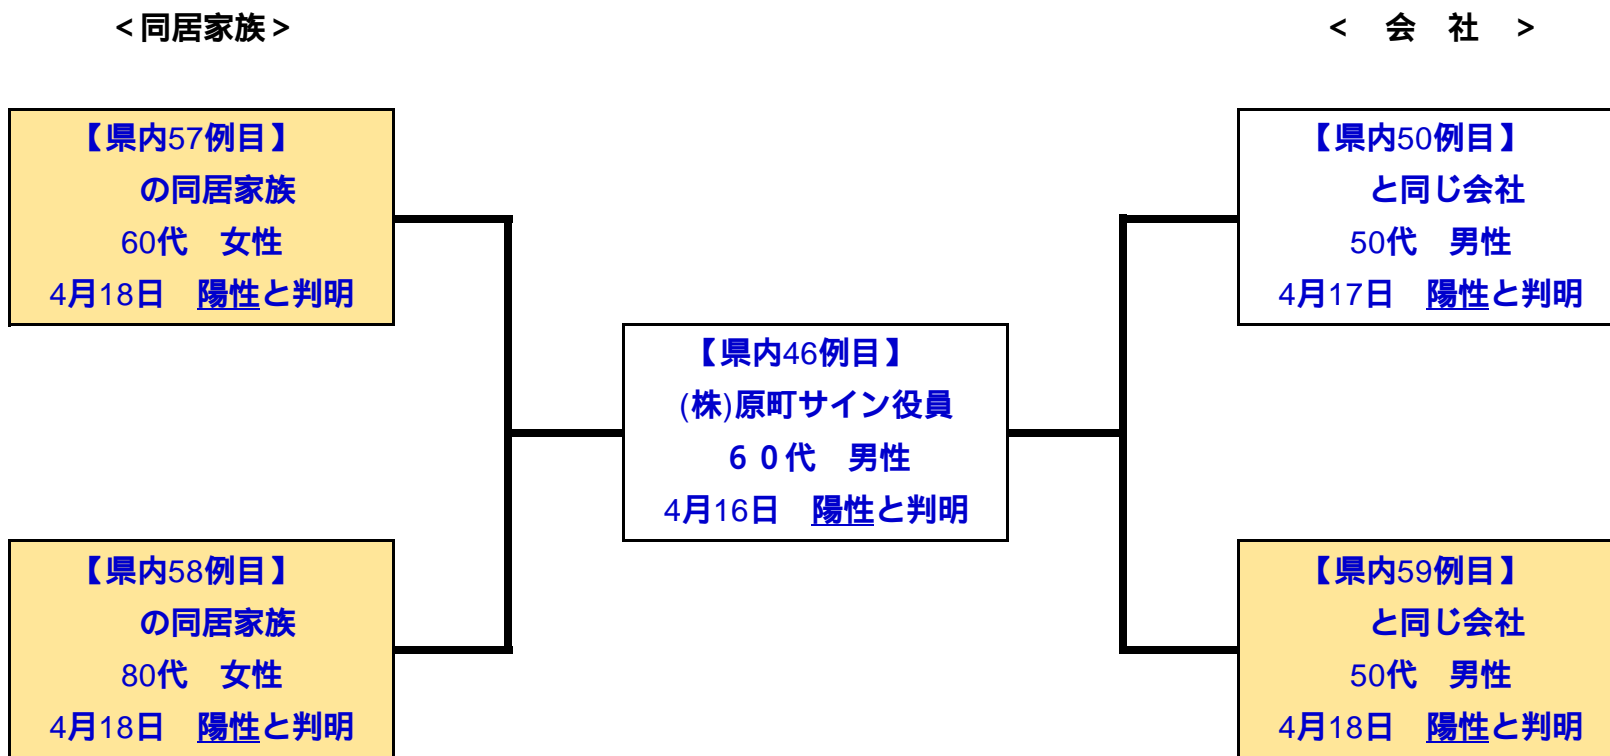 <同居家族>
< 会 社 >
【県内57例目】
の同居家族
60代 女性
4月18日 陽性と判明
【県内50例目】
と同じ会社
50代 男性
4月17日 陽性と判明
【県内46例目】
(株)原町サイン役員
60代 男性
4月16日 陽性と判明
【県内58例目】
の同居家族
80代 女性
4月18日 陽性と判明
【県内59例目】
と同じ会社
50代 男性
4月18日 陽性と判明